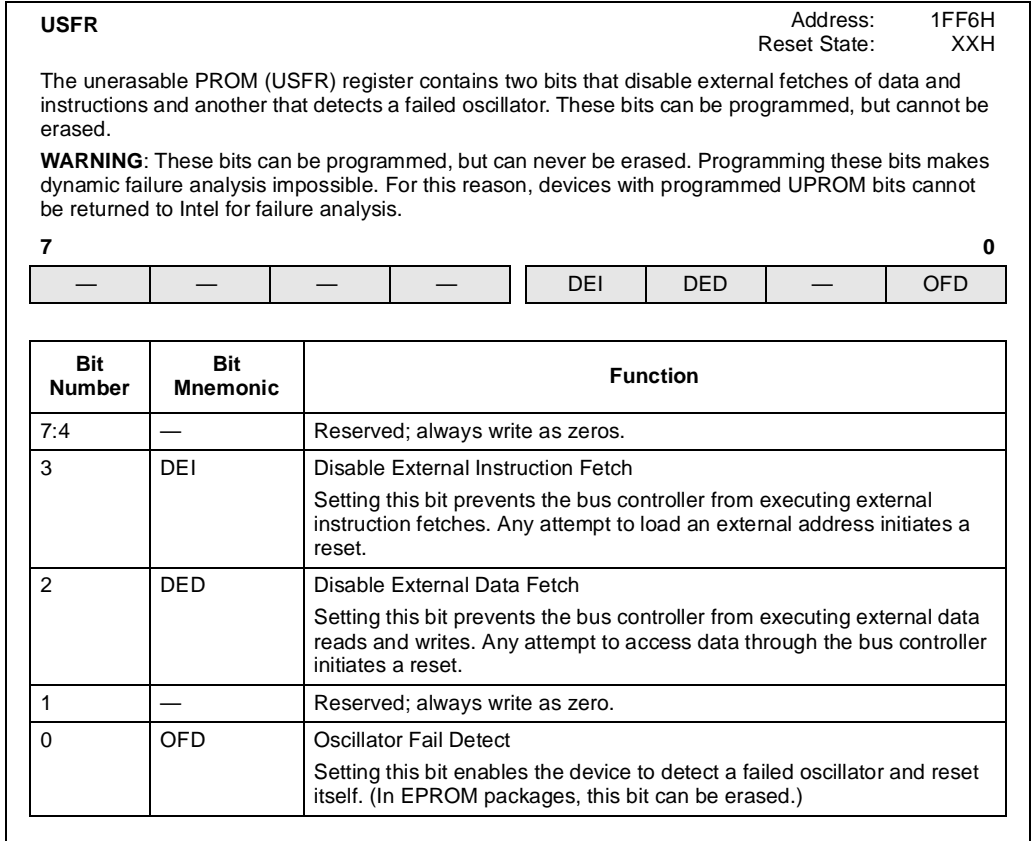 USFR Address: 1FF6H
Reset State: XXH
The unerasable PROM (USFR) register contains two bits that disable external fetches of data and
instructions and another that detects a failed oscillator. These bits can be programmed, but cannot be
erased.
WARNING: These bits can be programmed, but can never be erased. Programming these bits makes
dynamic failure analysis impossible. For this reason, devices with programmed UPROM bits cannot
be returned to Intel for failure analysis.
7 0
— — — — DEI DED — OFD
Bit Number Bit Mnemonic Function
7:4 — Reserved; always write as zeros.
3 DEI Disable External Instruction Fetch
Setting this bit prevents the bus controller from executing external
instruction fetches. Any attempt to load an external address initiates a
reset.
2 DED Disable External Data Fetch
Setting this bit prevents the bus controller from executing external data
reads and writes. Any attempt to access data through the bus controller
initiates a reset.
1 — Reserved; always write as zero.
0 OFD Oscillator Fail Detect
Setting this bit enables the device to detect a failed oscillator and reset
itself. (In EPROM packages, this bit can be erased.)